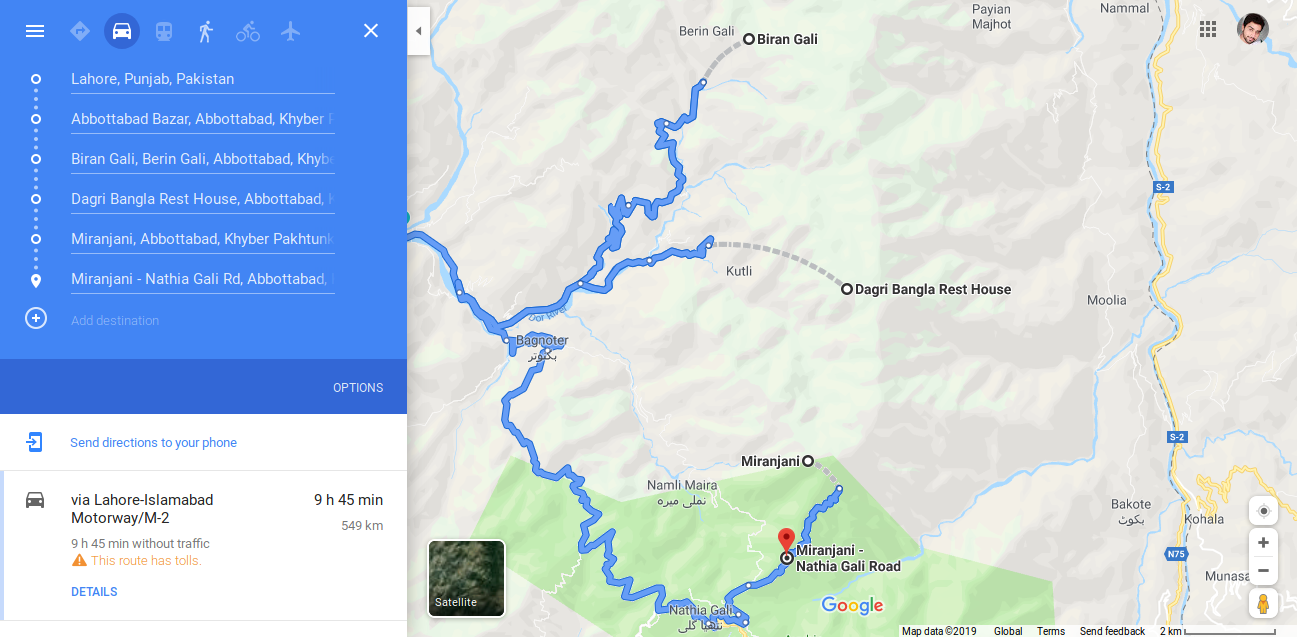 Lahore, Punjab, Pakistan
Abbottabad Bazar, Abbottabad, Khyber
Biran Gali, Berin Gali, Abbottabad, Khybe
Dagri Bangla Rest House, Abbottabad,
Miranjani, Abbottabad, Khyber Pakhtunk
Miranjani - Nathia Gali Rd, Abbottabad,
Add destination
OPTIONS
Send directions to your phone
via Lahore-Islamabad
Motorway/M-2
9 h 45 min
549 km
9 h 45 min without traffic
This route has tolls.
DETAILS
Payian
Majhot
Nammal
Berin Gali
Biran Gali
S-2
Kutli
Dagri Bangla Rest House
Moolia
Dor River
Bagnoter
بگنوتر
S-2
Miranjani
Namli Maira
نملی میره
Bakote
بکوٹ
Kohala
Miranjani -
Nathia Gali Road
N75
Munasa
Satellite
Nathia Gali
نتھیا گلی
Google
Map data ©2019
Global
Terms
Send feedback
2 km